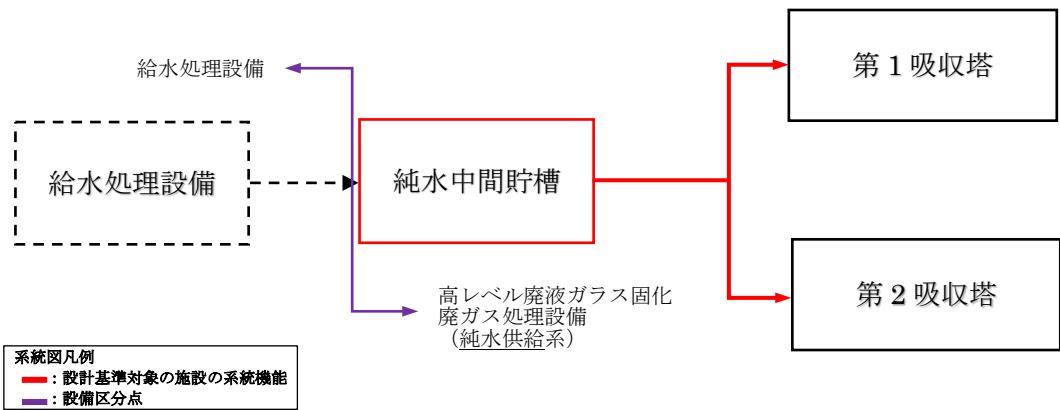 給水処理設備
第１吸収塔
給水処理設備
純水中間貯槽
高レベル廃液ガラス固化
廃ガス処理設備
（純水供給系）
第２吸収塔
系統図凡例
：設計基準対象の施設の系統機能
：設備区分点